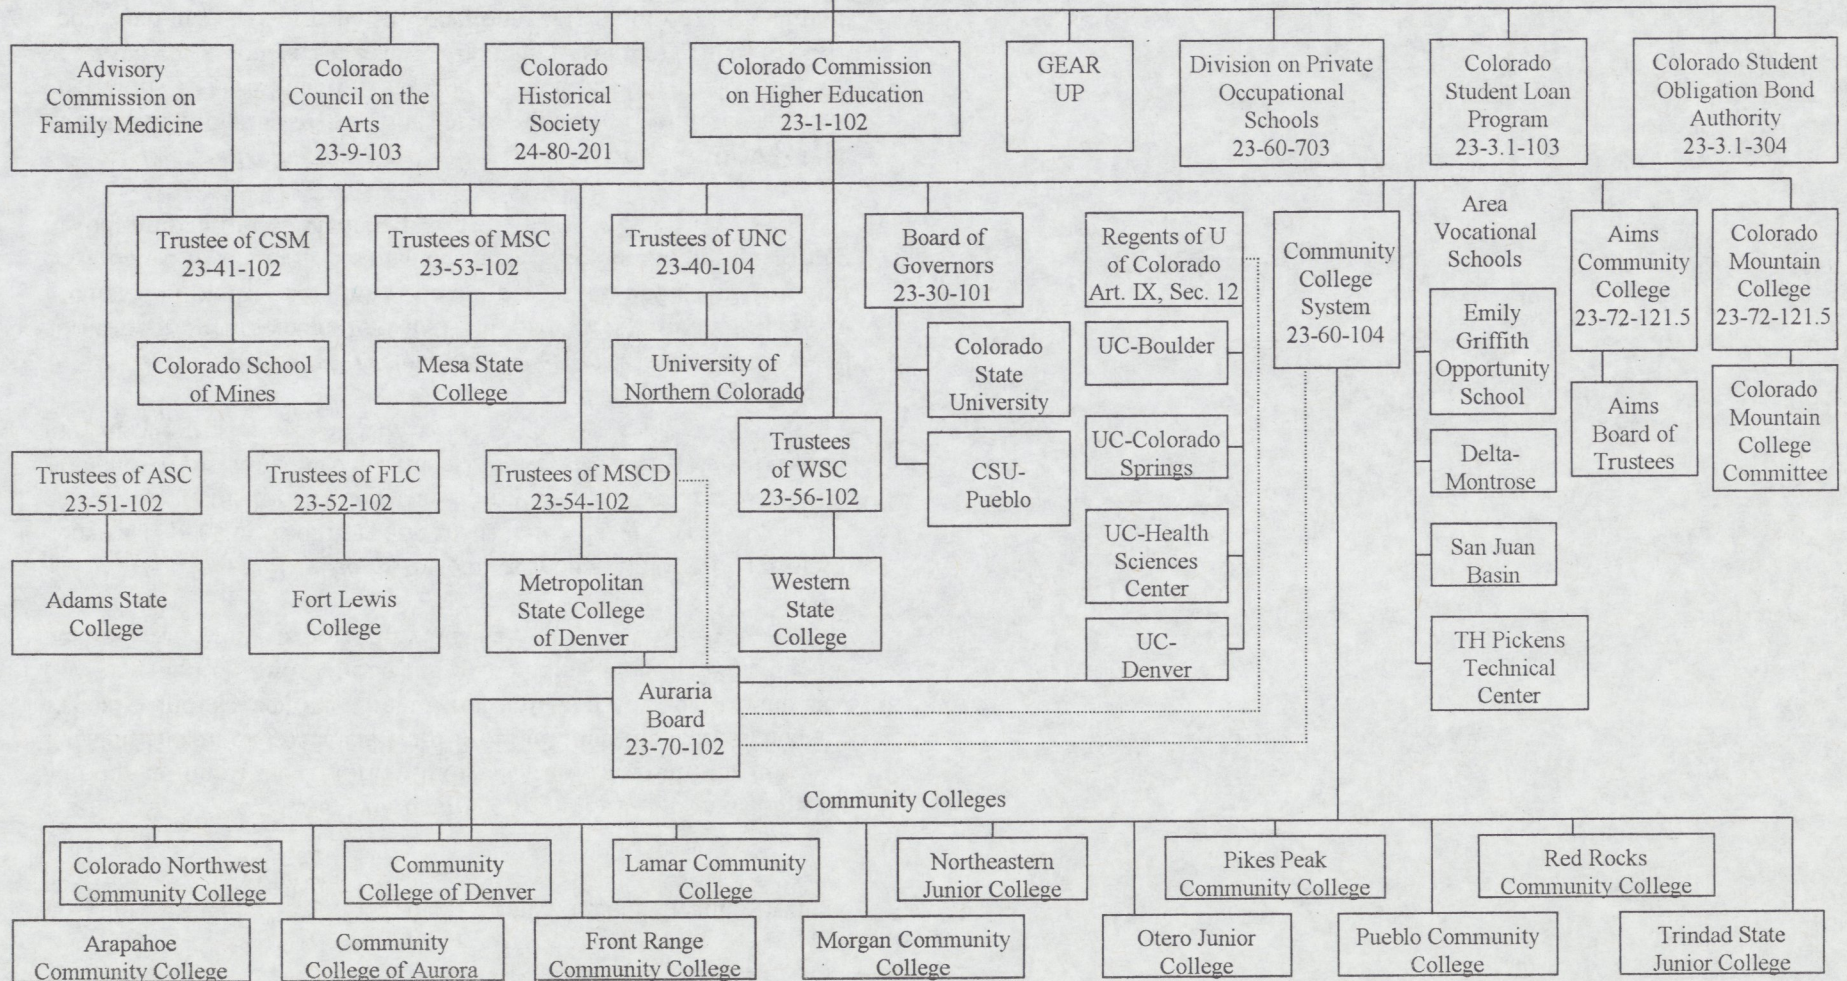 Advisory
Commission on
Family Medicine
Colorado
Council on the
Arts
23-9-103
Colorado
Historical
Society
24-80-201
Colorado Commission
on Higher Education
23-1-102
GEAR
UP
Division on Private
Occupational
Schools
23-60-703
Colorado
Student Loan
Program
23-3.1-103
Colorado Student
Obligation Bond
Authority
23-3.1-304
Trustee of CSM
23-41-102
Trustees of MSC
23-53-102
Trustees of UNC
23-40-104
Board of
Governors
23-30-101
Regents of U
of Colorado
Art. IX, Sec. 12
Community
College
System
23-60-104
Area
Vocational
Schools
Aims
Community
College
23-72-121.5
Colorado
Mountain
College
23-72-121.5
Colorado School
of Mines
Mesa State
College
University of
Northern Colorado
Colorado
State
University
UC-Boulder
Emily
Griffith
Opportunity
School
Aims
Board of
Trustees
Colorado
Mountain
College
Committee
Trustees of ASC
23-51-102
Trustees of FLC
23-52-102
Trustees of MSCD
23-54-102
Trustees
of WSC
23-56-102
CSU-
Pueblo
UC-Colorado
Springs
Delta-
Montrose
UC-Health
Sciences
Center
San Juan
Basin
Adams State
College
Fort Lewis
College
Metropolitan
State College
of Denver
Western
State
College
UC-
Denver
TH Pickens
Technical
Center
Auraria
Board
23-70-102
Community Colleges
Colorado Northwest
Community College
Community
College of Denver
Lamar Community
College
Northeastern
Junior College
Pikes Peak
Community College
Red Rocks
Community College
Arapahoe
Community College
Community
College of Aurora
Front Range
Community College
Morgan Community
College
Otero Junior
College
Pueblo Community
College
Trindad State
Junior College